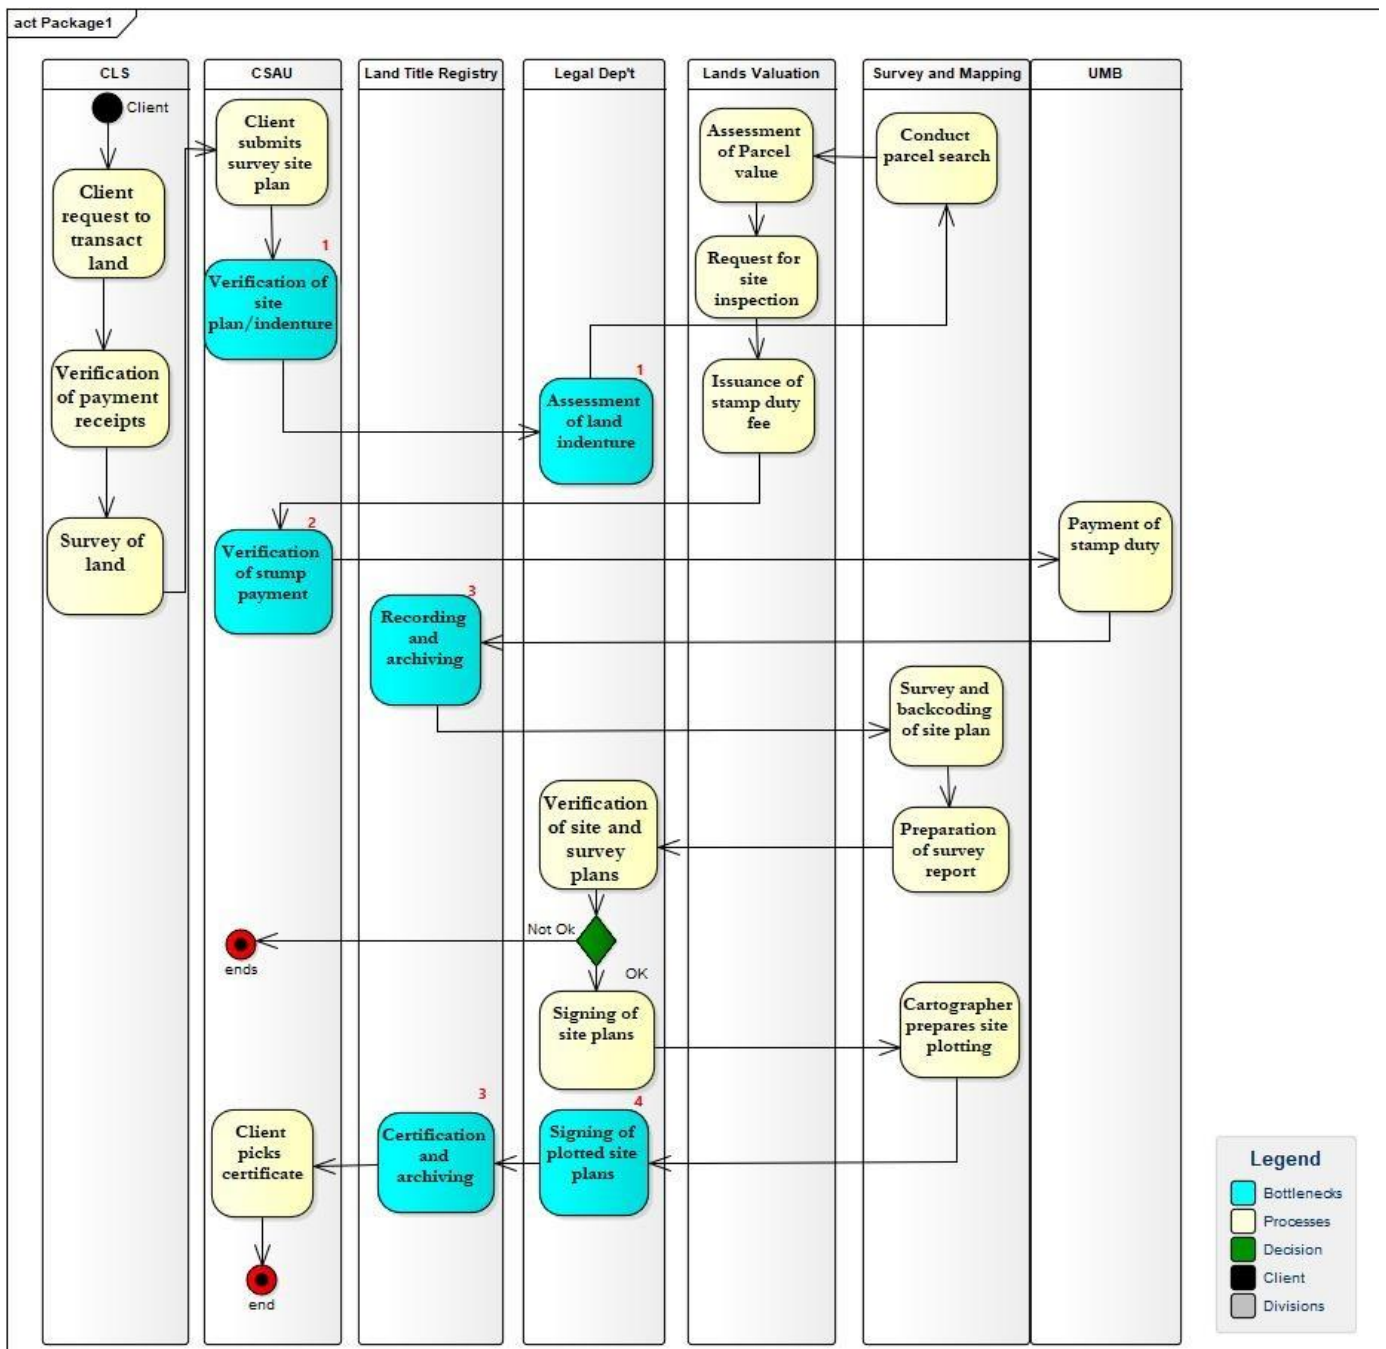 act Package1
CLS
CSAU
Land Title Registry
Legal Dep't
Lands Valuation
Survey and Mapping
UMB
Client
Client
request to
transact
land
Verification
of payment
receipts
Survey of
land
Client
submits
survey site
plan
1
Verification of
site
plan/indenture
1
Assessment
of land
indenture
Conduct
parcel search
Assessment
of Parcel
value
Request for
site
inspection
Issuance of
stamp duty
fee
2
Verification
of stump
payment
Payment of
stamp duty
3
Recording
and
archiving
Survey and
backcoding
of site plan
Preparation
of survey
report
Verification
of site and
survey
plans
Not Ok
ends
OK
Signing of
site plans
Cartographer
prepares site
plotting
4
Signing of
plotted site
plans
3
Certification
and
archiving
Client
picks
certificate
end
Legend
Bottlenecks
Processes
Decision
Client
Divisions